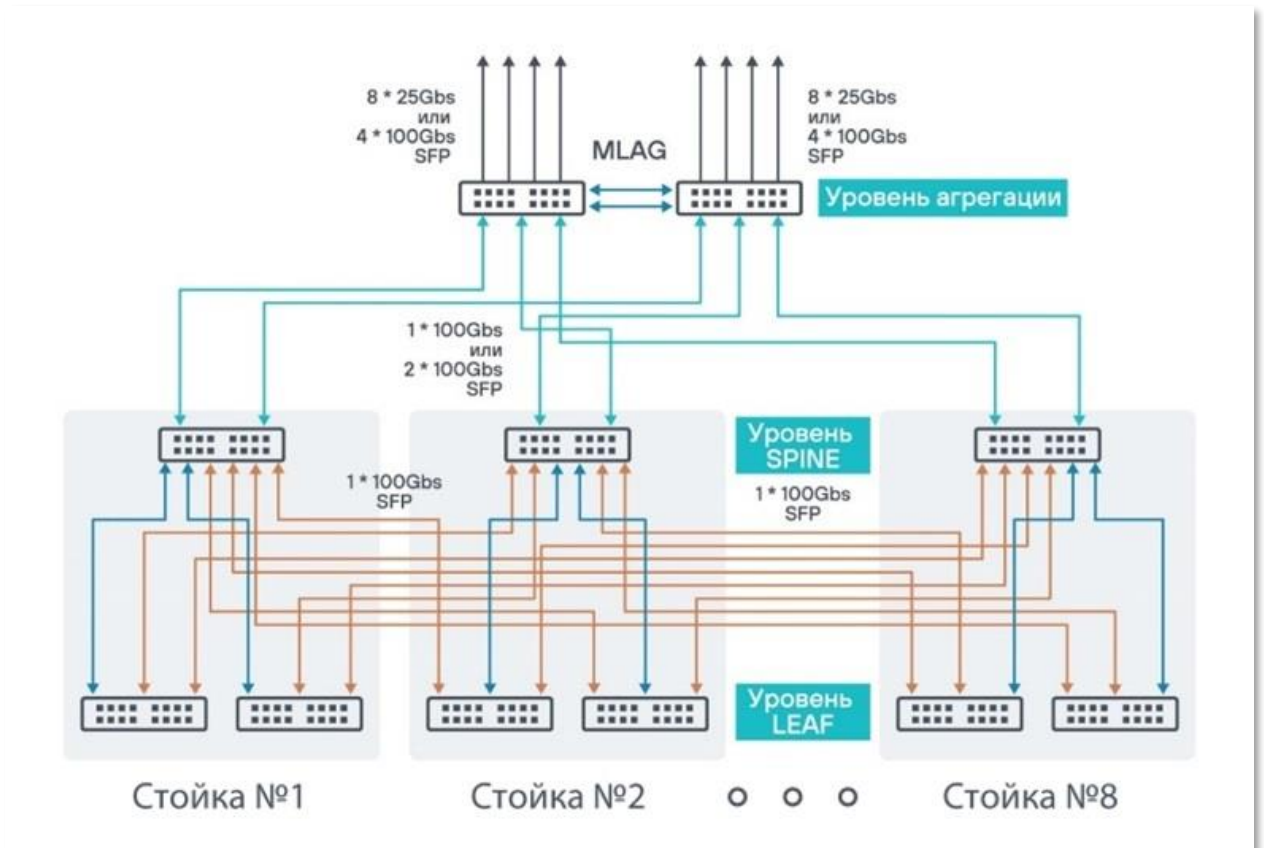 8 * 25Gbs
или
4 * 100Gbs
SFP
MLAG
8 * 25Gbs
или
4 * 100Gbs
SFP
Уровень агрегации
1 * 100Gbs
или
2 * 100Gbs
SFP
Уровень
SPINE
1 * 100Gbs
SFP
1 * 100Gbs
SFP
Уровень
LEAF
Стойка №1
Стойка №2
Стойка №8